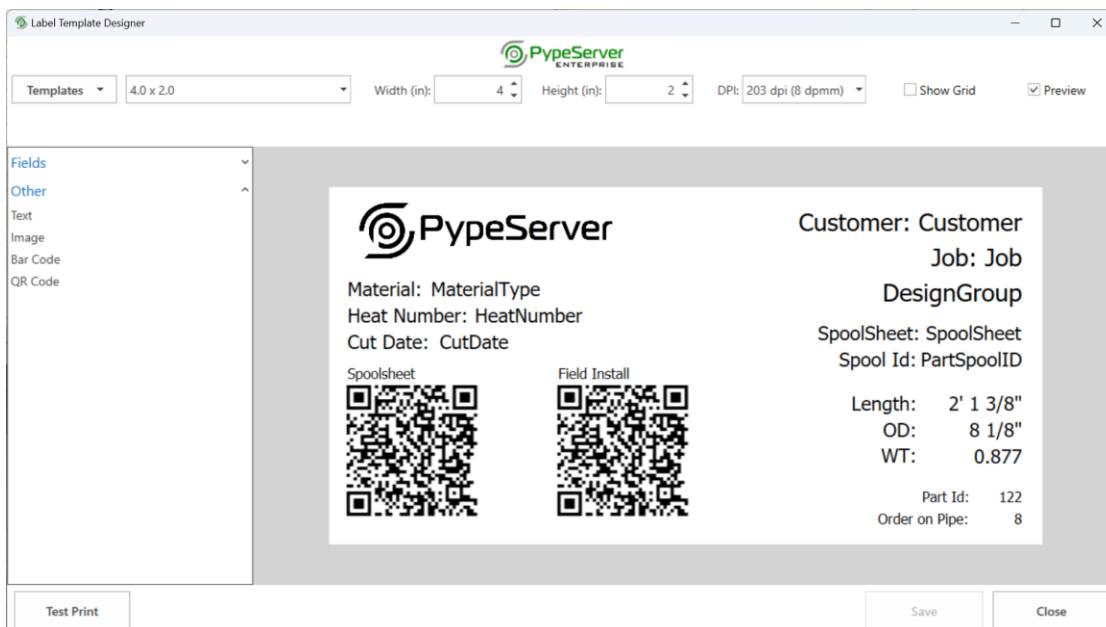 Label Template Designer
PypeServer
ENTERPRISE
Templates
4.0 x 2.0
Width (in):
4
Height (in):
2
DPI:
203 dpi (8 dpmm)
Show Grid
Preview
Fields
Other
Text
Image
Bar Code
QR Code
PypeServer
Material: MaterialType
Heat Number: HeatNumber
Cut Date: CutDate
Spoolsheet
Field Install
Customer: Customer
Job: Job
DesignGroup
SpoolSheet: SpoolSheet
Spool Id: PartSpoolID
Length: 2' 1 3/8"
OD: 8 1/8"
WT: 0.877
Part Id: 122
Order on Pipe: 8
Test Print
Save
Close